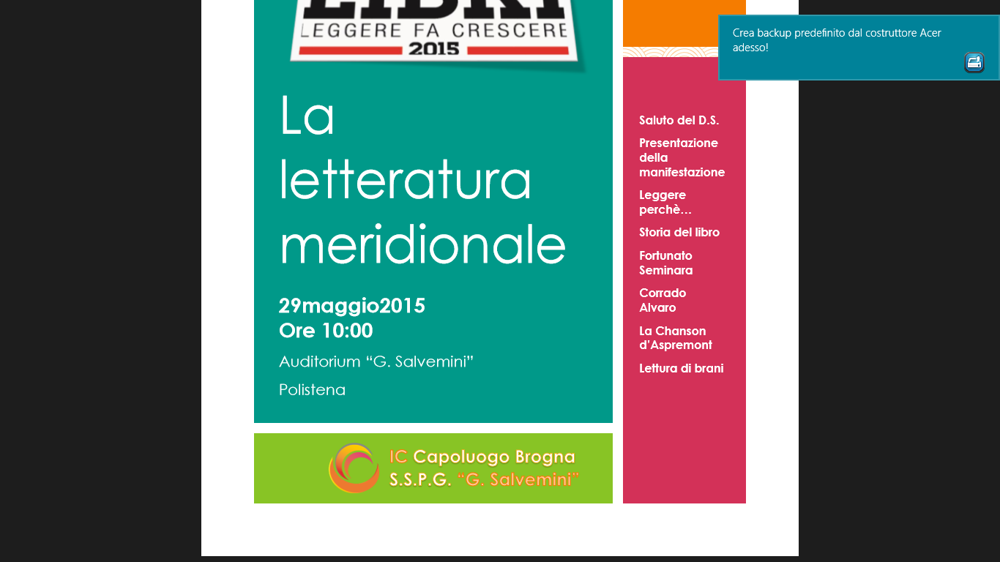 LIBRI
LEGGERE FA CRESCERE
2015
La
letteratura
meridionale
29maggio2015
Ore 10:00
Auditorium “G. Salvemini”
Polistena
IC Capoluogo Brogna
S.S.P.G. “G. Salvemini”
Crea backup predefinito dal costruttore Acer
adesso!
Saluto del D.S.
Presentazione
della
manifestazione
Leggere
perchè...
Storia del libro
Fortunato
Seminara
Corrado
Alvaro
La Chanson
d’Aspremont
Lettura di brani